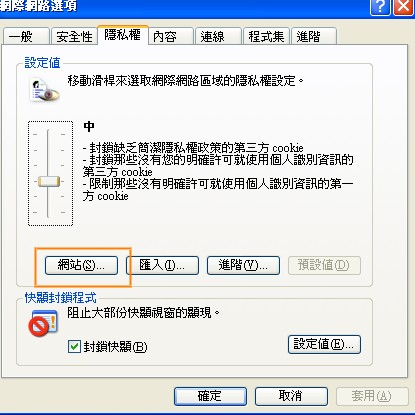 網際網路選項
一般 安全性 隱私權 內容 連線 程式集 進階
設定值
移動滑桿來選取網際網路區域的隱私權設定。
中
- 封鎖缺乏簡潔隱私權政策的第三方 cookie
- 封鎖那些沒有您的明確許可就使用個人識別資訊的
第三方 cookie
- 限制那些沒有明確許可就使用個人識別資訊的第一
方 cookie
網站(S)... 匯入(I)... 進階(V)... 預設值(D)
快顯封鎖程式
阻止大部份快顯視窗的顯現。
封鎖快顯(B) 設定值(E)...
確定 取消 套用(A)